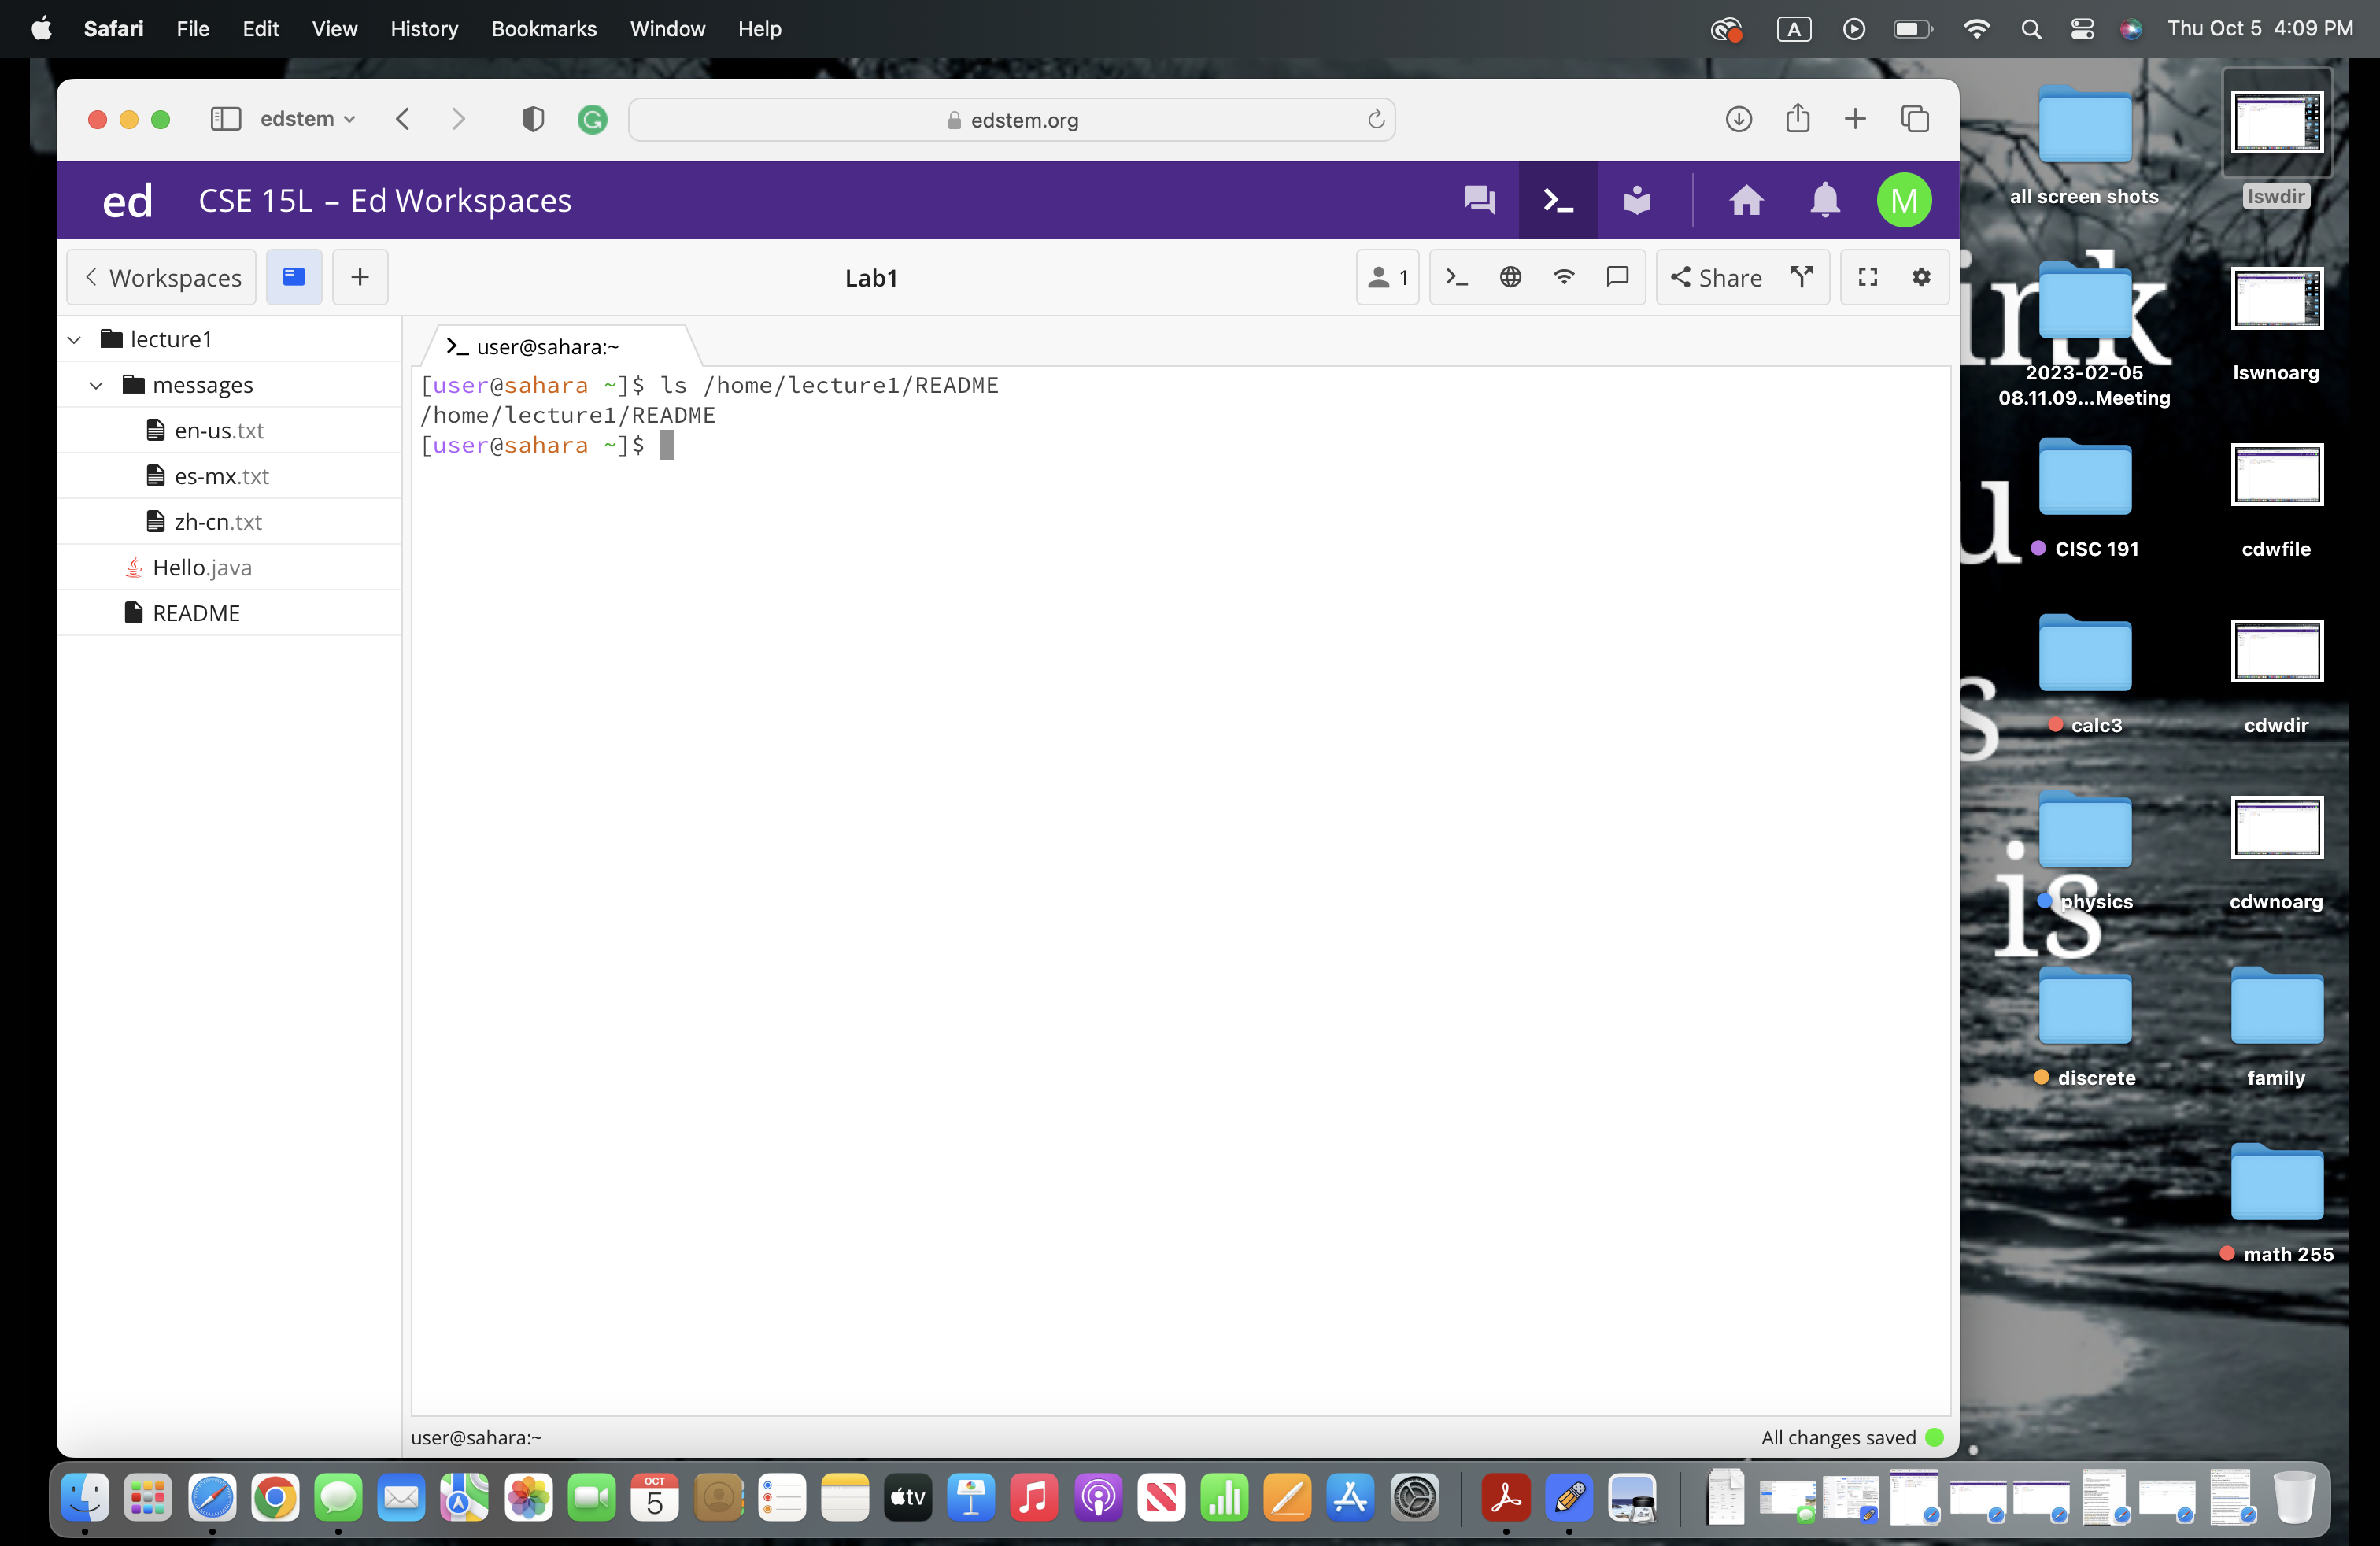 Safari File Edit View History Bookmarks Window Help A Thu Oct 5 4:09 PM
edstem edstem.org
ed CSE 15L – Ed Workspaces M
Workspaces Lab1 1 Share
lecture1
messages
en-us.txt
es-mx.txt
zh-cn.txt
Hello.java
README
user@sahara:~
[user@sahara ~]$ ls /home/lecture1/README
/home/lecture1/README
[user@sahara ~]$
user@sahara:~ All changes saved
all screen shots
lswdir
ink
2023-02-05
08.11.09...Meeting
lswnoarg
u
CISC 191
cdwfile
s
calc3
cdwdir
is
physics
cdwnoarg
discrete
family
math 255
OCT
5
tv